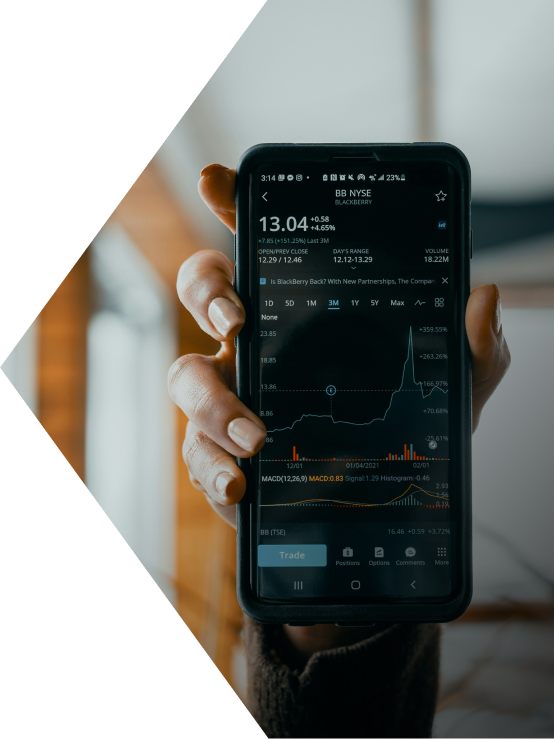 3:14 23%
BB NYSE
BLACKBERRY
13.04 +0.58
+4.65%
+7.85 (+151.25%) Last 3M
OPEN/PREV CLOSE DAY'S RANGE VOLUME
12.29 / 12.46 12.12-13.29 18.22M
Is BlackBerry Back? With New Partnerships, The Compa
1D 5D 1M 3M 1Y 5Y Max
None
23.85 +359.55%
18.85 +263.26%
13.86 +166.97%
E
8.86 +70.68%
.86 -25.61%
12/01 01/04/2021 02/01
MACD(12,26,9) MACD:0.83 Signal:1.29 Histogram:-0.46
2.83
BB (TSE) 16.46 +0.59 +3.72%
Trade Positions Options Comments More